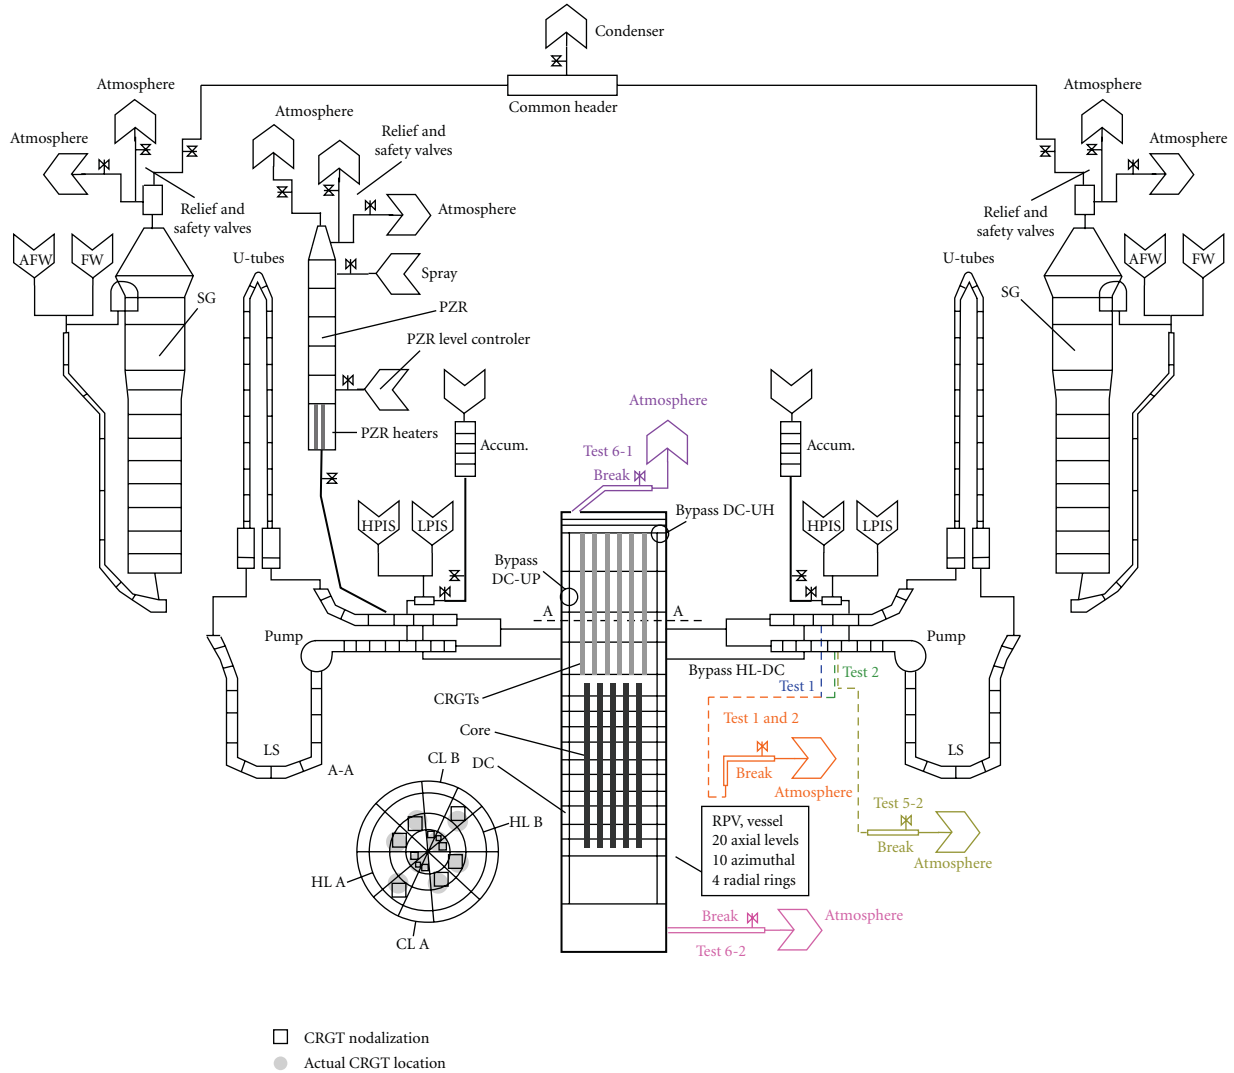 Condenser
Common header
Atmosphere
Atmosphere
Relief and
safety valves
Atmosphere
Relief and
safety valves
Atmosphere
Atmosphere
Atmosphere
Relief and
safety valves
AFW
FW
SG
U-tubes
Spray
PZR
PZR level controler
PZR heaters
Accum.
HPIS
LPIS
Atmosphere
Test 6-1
Break
Bypass DC-UH
Bypass
DC-UP
A
A
Accum.
HPIS
LPIS
U-tubes
SG
AFW
FW
Pump
Pump
Bypass HL-DC
Test 1
Test 2
CRGTs
Core
DC
LS
A-A
LS
Test 1 and 2
Break
Atmosphere
Test 5-2
Break
Atmosphere
CL B
HL B
HL A
CL A
RPV, vessel
20 axial levels
10 azimuthal
4 radial rings
Break
Atmosphere
Test 6-2
CRGT nodalization
Actual CRGT location